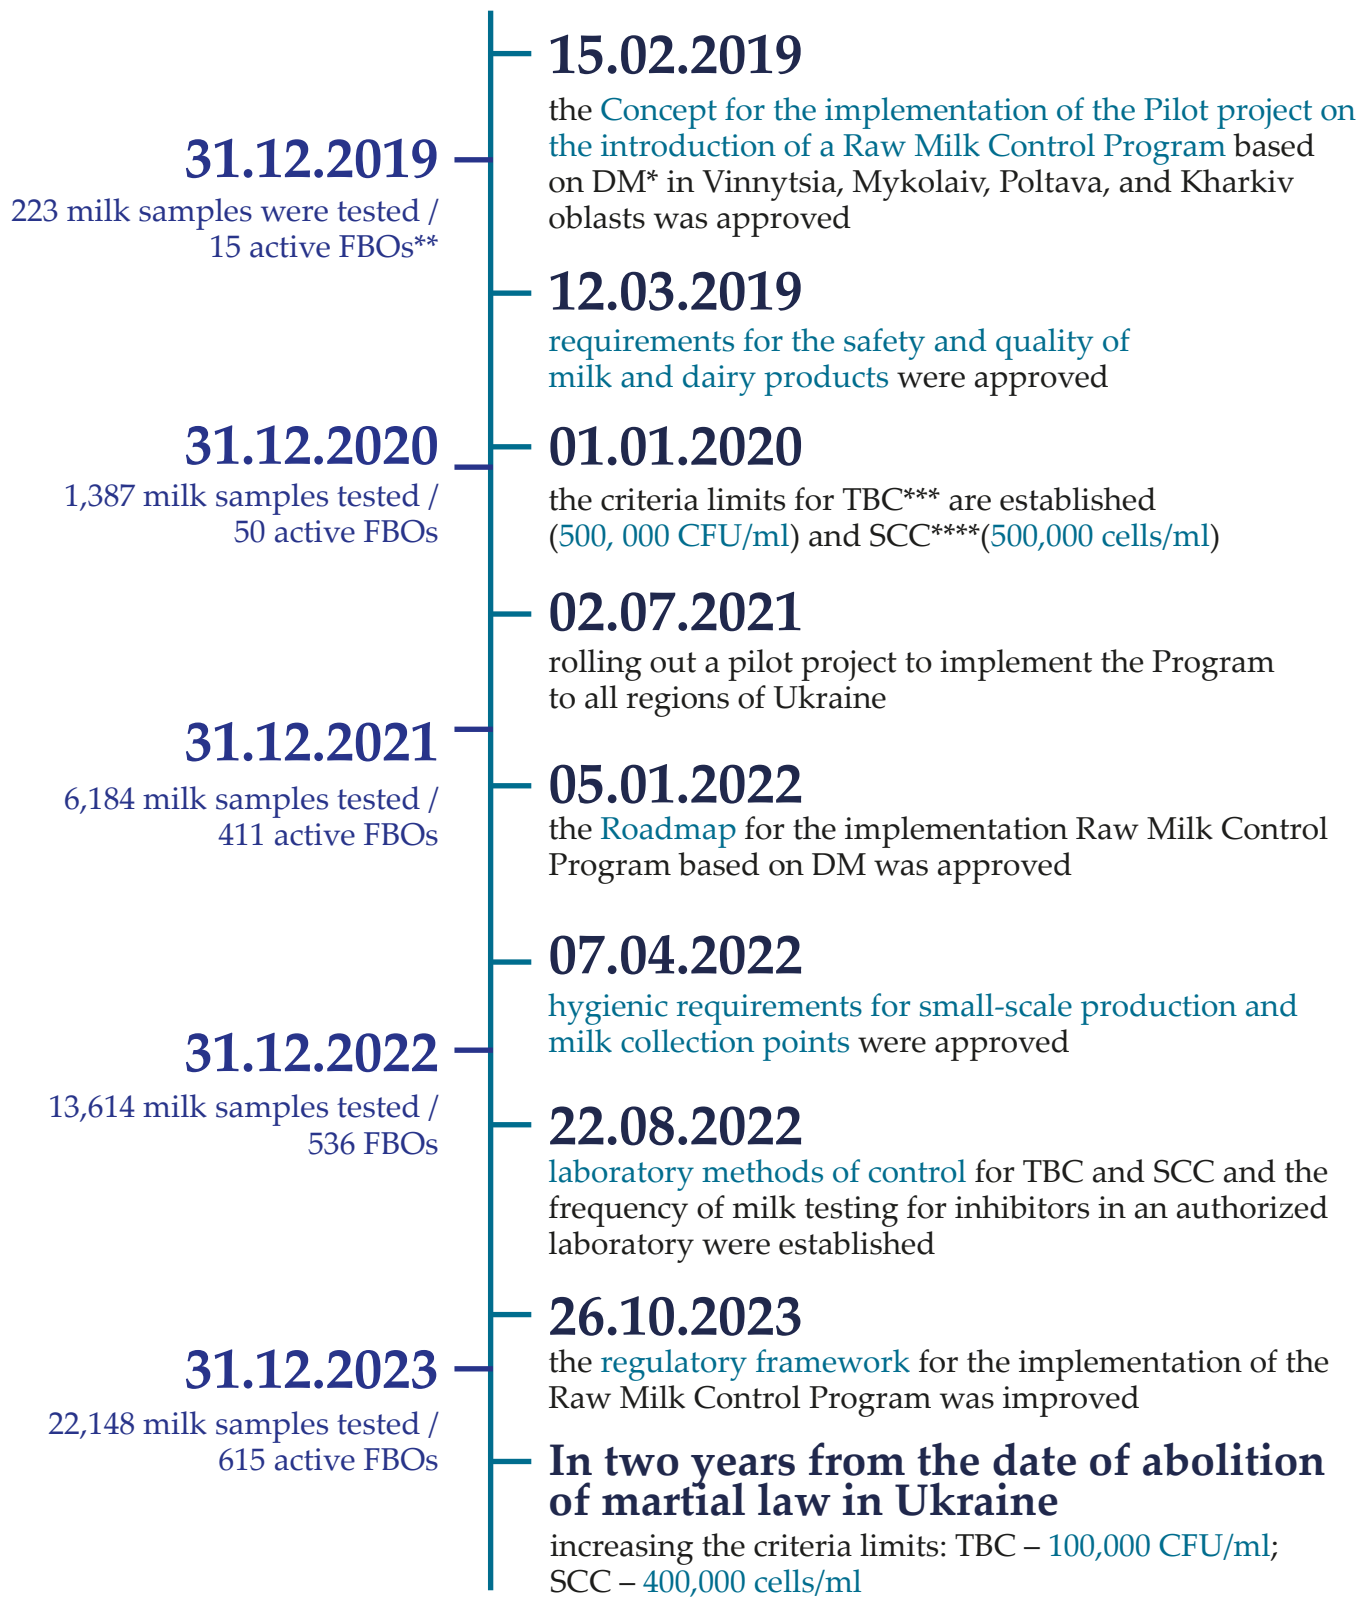 15.02.2019
the Concept for the implementation of the Pilot project on
the introduction of a Raw Milk Control Program based
on DM* in Vinnytsia, Mykolaiv, Poltava, and Kharkiv
oblasts was approved
31.12.2019
223 milk samples were tested /
15 active FBOs**
12.03.2019
requirements for the safety and quality of
milk and dairy products were approved
31.12.2020
1,387 milk samples tested /
50 active FBOs
01.01.2020
the criteria limits for TBC*** are established
(500, 000 CFU/ml) and SCC****(500,000 cells/ml)
02.07.2021
rolling out a pilot project to implement the Program
to all regions of Ukraine
31.12.2021
6,184 milk samples tested /
411 active FBOs
05.01.2022
the Roadmap for the implementation Raw Milk Control
Program based on DM was approved
07.04.2022
hygienic requirements for small-scale production and
milk collection points were approved
31.12.2022
13,614 milk samples tested /
536 FBOs
22.08.2022
laboratory methods of control for TBC and SCC and the
frequency of milk testing for inhibitors in an authorized
laboratory were established
26.10.2023
the regulatory framework for the implementation of the
Raw Milk Control Program was improved
31.12.2023
22,148 milk samples tested /
615 active FBOs
In two years from the date of abolition
of martial law in Ukraine
increasing the criteria limits: TBC – 100,000 CFU/ml;
SCC – 400,000 cells/ml